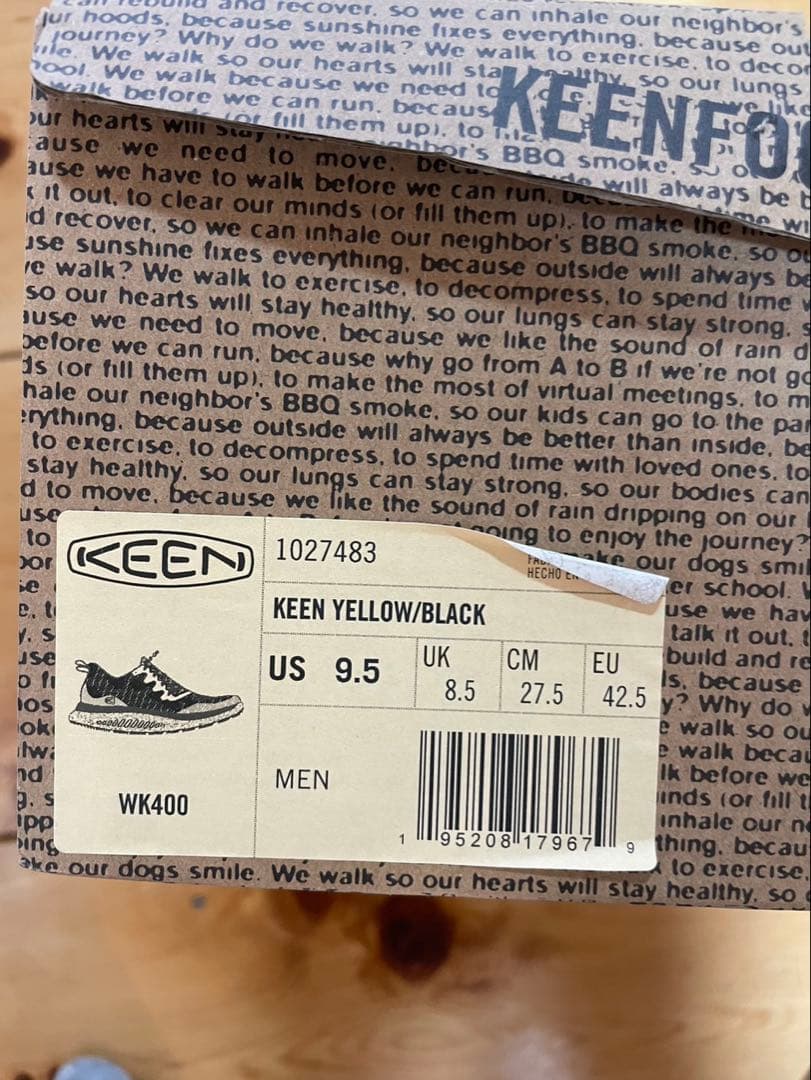 and recover, so we can inhale our neighbor's
ur hoods, because sunshine fixes everything, because ou
journey? Why do we walk? We walk to exercise, to deco
We walk so our hearts will sta so our lungs
ool. We walk because we need to we like
walk before we can run, becaus
(or fill them up), to
KEENFO
BBQ smoke, so o
will always be b
our hearts will stay
ause we need to move,
ause we have to walk before we can run,
k it out, to clear our minds (or fill them up), to make the
d recover, so we can inhale our neighbor's BBQ smoke, so ou
use sunshine fixes everything, because outside will always be
e walk? We walk to exercise, to decompress, to spend time
so our hearts will stay healthy, so our lungs can stay strong,
ause we need to move, because we like the sound of rain d
before we can run, because why go from A to B if we're not go
ds (or fill them up), to make the most of virtual meetings, to m
hale our neighbor's BBQ smoke, so our kids can go to the par
erything, because outside will always be better than inside, be
to exercise, to decompress, to spend time with loved ones, to
stay healthy, so our lungs can stay strong, so our bodies can
d to move, because we like the sound of rain dripping on our
use going to enjoy the journey?
to ake our dogs smil
er school.
use we hav
talk it out,
build and re
s, because
y? Why do
e walk so ou
e walk becau
lk before we
inds (or fill t
inhale our ne
thing, becau
to exercise,
KEEN
1027483
HECHO EN
KEEN YELLOW/BLACK
US 9.5
UK
8.5
CM
27.5
EU
42.5
WK400
MEN
1 95208 17967 9
ake our dogs smile. We walk so our hearts will stay healthy, so